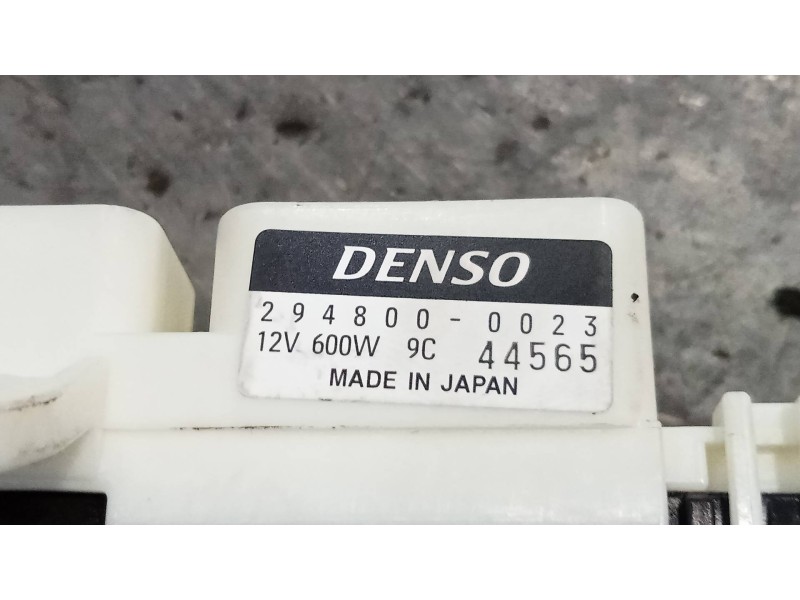 DENSO
294800-0023
12V 600W 9C 44565
MADE IN JAPAN